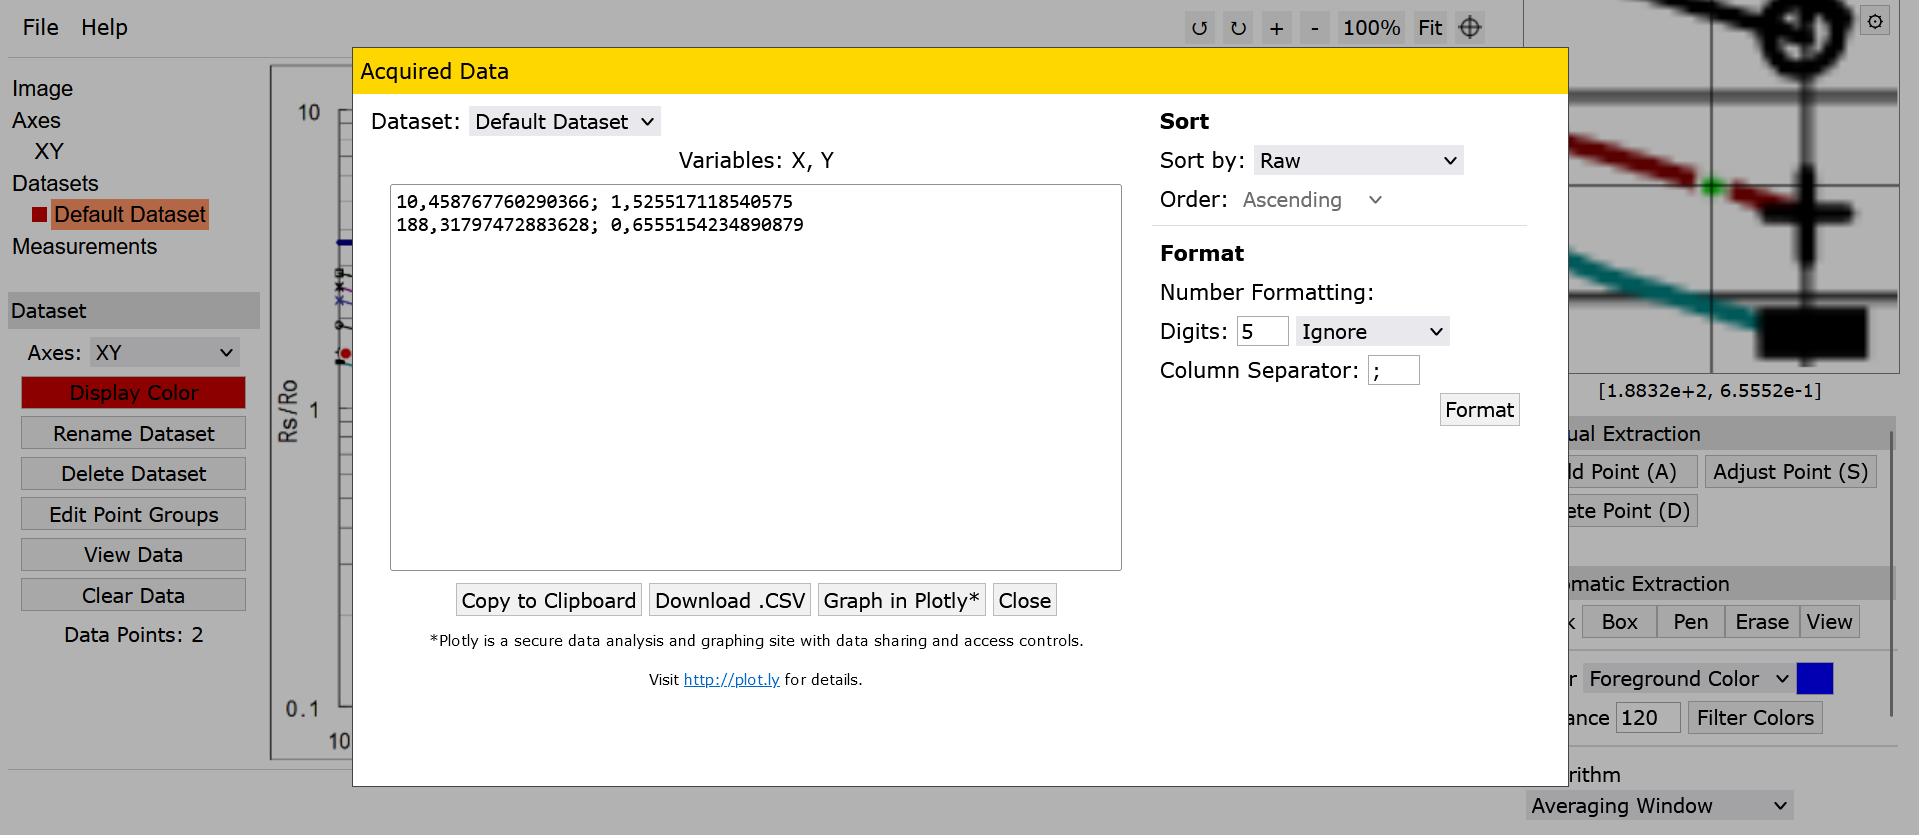 File Help
↺ ↻ + - 100% Fit
Acquired Data
Image
Axes
XY
Datasets
Default Dataset
Measurements
Dataset
Axes: XY
Display Color
Rename Dataset
Delete Dataset
Edit Point Groups
View Data
Clear Data
Data Points: 2
10
Rs/Ro
1
0.1
10
Dataset: Default Dataset
Variables: X, Y
10,458767760290366; 1,525517118540575
188,31797472883628; 0,6555154234890879
Copy to Clipboard Download .CSV Graph in Plotly* Close
*Plotly is a secure data analysis and graphing site with data sharing and access controls.
Visit http://plot.ly for details.
Sort
Sort by: Raw
Order: Ascending
Format
Number Formatting:
Digits: 5 Ignore
Column Separator: ;
Format
[1.8832e+2, 6.5552e-1]
ual Extraction
ld Point (A) Adjust Point (S)
ete Point (D)
matic Extraction
k Box Pen Erase View
r Foreground Color
ance 120 Filter Colors
rithm
Averaging Window